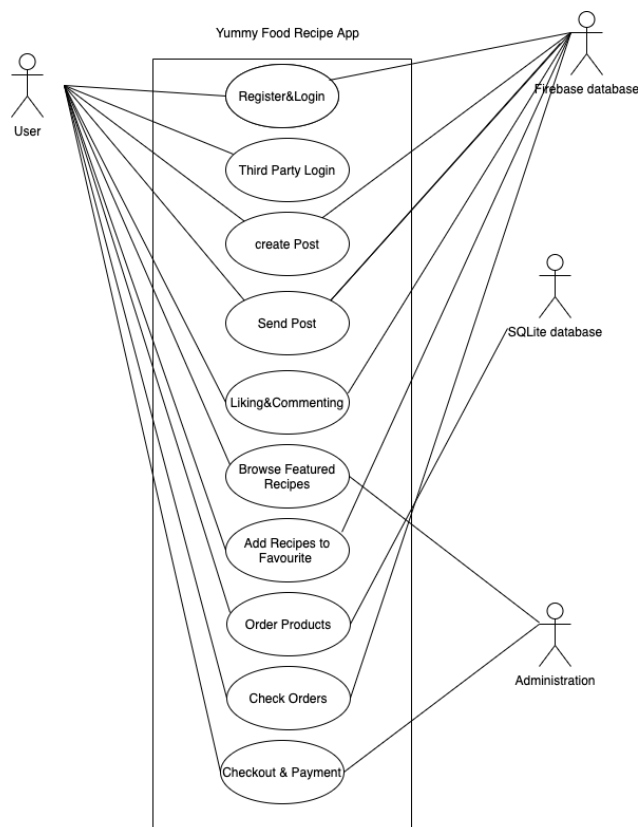 Yummy Food Recipe App
User
Firebase database
Register&Login
Third Party Login
create Post
Send Post
SQLite database
Liking&Commenting
Browse Featured
Recipes
Add Recipes to
Favourite
Order Products
Administration
Check Orders
Checkout & Payment